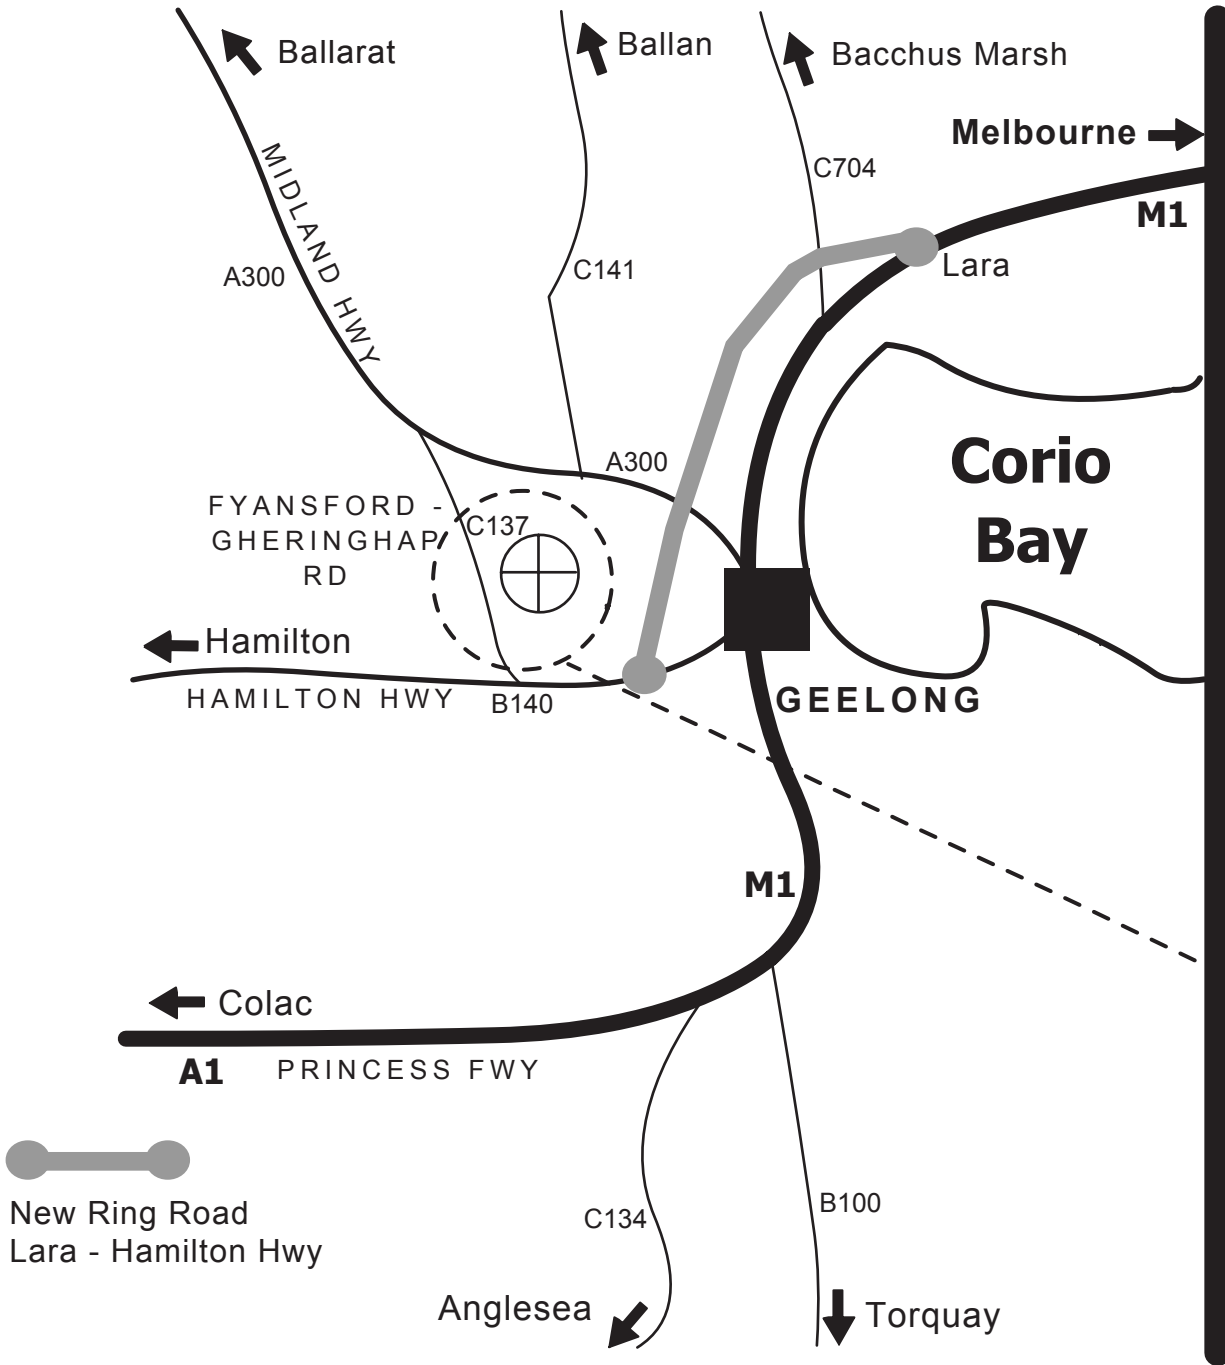 Ballarat
Ballan
Bacchus Marsh
Melbourne
C704
M1
MIDLAND HWY
A300
C141
Lara
A300
Corio
Bay
FYANSFORD -
GHERINGHAP
RD
C137
Hamilton
HAMILTON HWY
B140
GEELONG
M1
Colac
A1
PRINCESS FWY
New Ring Road
Lara - Hamilton Hwy
C134
B100
Anglesea
Torquay